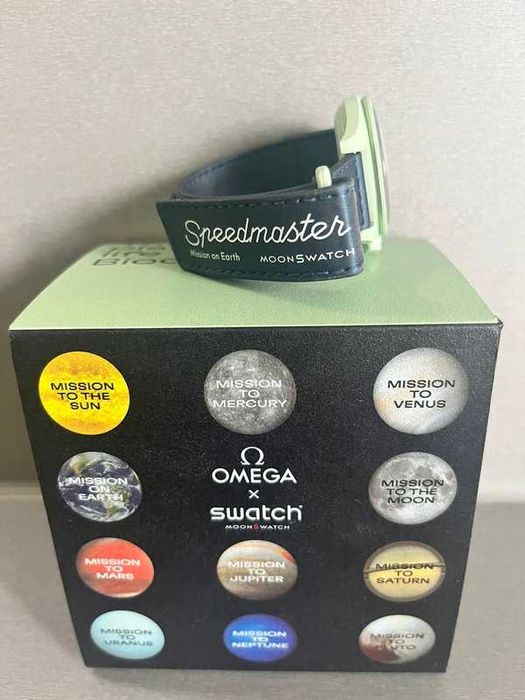 Speedmaster
Mission on Earth MOONSWATCH
MISSION
TO THE
SUN
MISSION
TO
MERCURY
MISSION
TO
VENUS
MISSION
ON
EARTH
Ω
OMEGA
×
swatch
MOONSWATCH
MISSION
TO THE
MOON
MISSION
TO
MARS
MISSION
TO
JUPITER
MISSION
TO
SATURN
MISSION
TO
URANUS
MISSION
TO
NEPTUNE
MISSION
TO
PLUTO